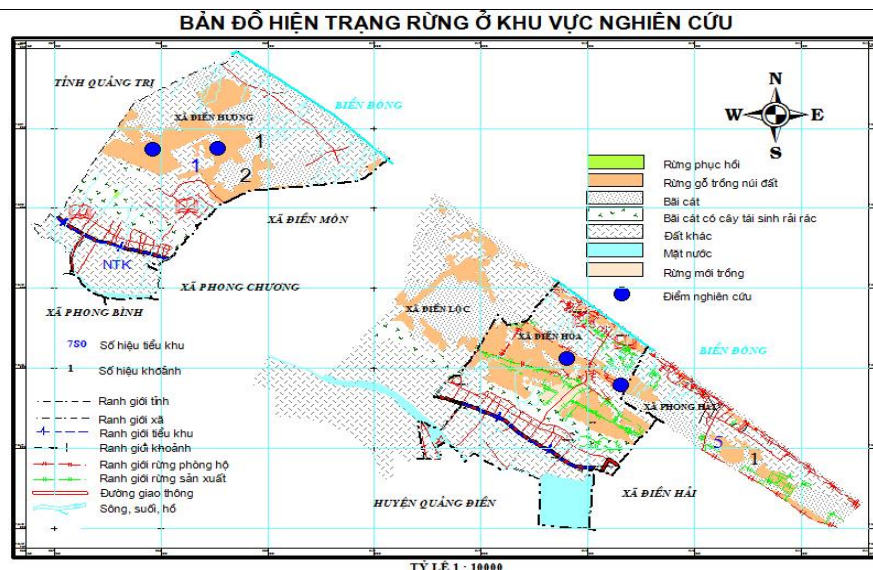 BẢN ĐỒ HIỆN TRẠNG RỪNG Ở KHU VỰC NGHIÊN CỨU
TỈNH QUẢNG TRỊ
BIỂN ĐÔNG
XÃ ĐIỀN HƯƠNG
1
1
2
N
W
E
S
Rừng phục hồi
Rừng gỗ trồng núi đất
Bãi cát
Bãi cát có cây tái sinh rải rác
Đất khác
Mặt nước
Rừng mới trồng
Điểm nghiên cứu
XÃ ĐIỀN MÔN
NTK
XÃ PHONG CHƯƠNG
XÃ PHONG BÌNH
XÃ ĐIỀN LỘC
XÃ ĐIỀN HÒA
BIỂN ĐÔNG
XÃ PHONG HẢI
5
1
XÃ ĐIỀN HẢI
HUYỆN QUẢNG ĐIỀN
780 Số hiệu tiểu khu
1 Số hiệu khoảnh
Ranh giới tỉnh
Ranh giới xã
Ranh giới tiểu khu
Ranh giới khoảnh
Ranh giới rừng phòng hộ
Ranh giới rừng sản xuất
Đường giao thông
Sông, suối, hồ
TỶ LỆ 1 : 10000